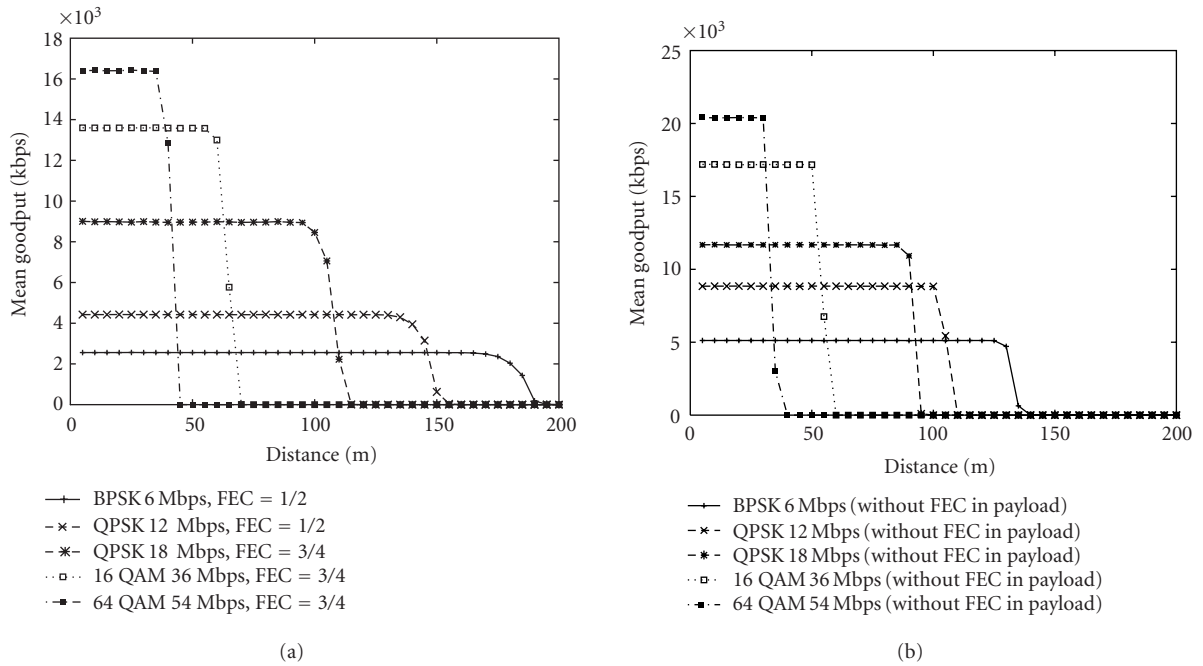 ×10³
18
16
14
12
10
8
6
4
2
0
Mean goodput (kbps)
0 50 100 150 200
Distance (m)
BPSK 6 Mbps, FEC = 1/2
QPSK 12 Mbps, FEC = 1/2
QPSK 18 Mbps, FEC = 3/4
16 QAM 36 Mbps, FEC = 3/4
64 QAM 54 Mbps, FEC = 3/4
(a)
×10³
25
20
15
10
5
0
Mean goodput (kbps)
0 50 100 150 200
Distance (m)
BPSK 6 Mbps (without FEC in payload)
QPSK 12 Mbps (without FEC in payload)
QPSK 18 Mbps (without FEC in payload)
16 QAM 36 Mbps (without FEC in payload)
64 QAM 54 Mbps (without FEC in payload)
(b)